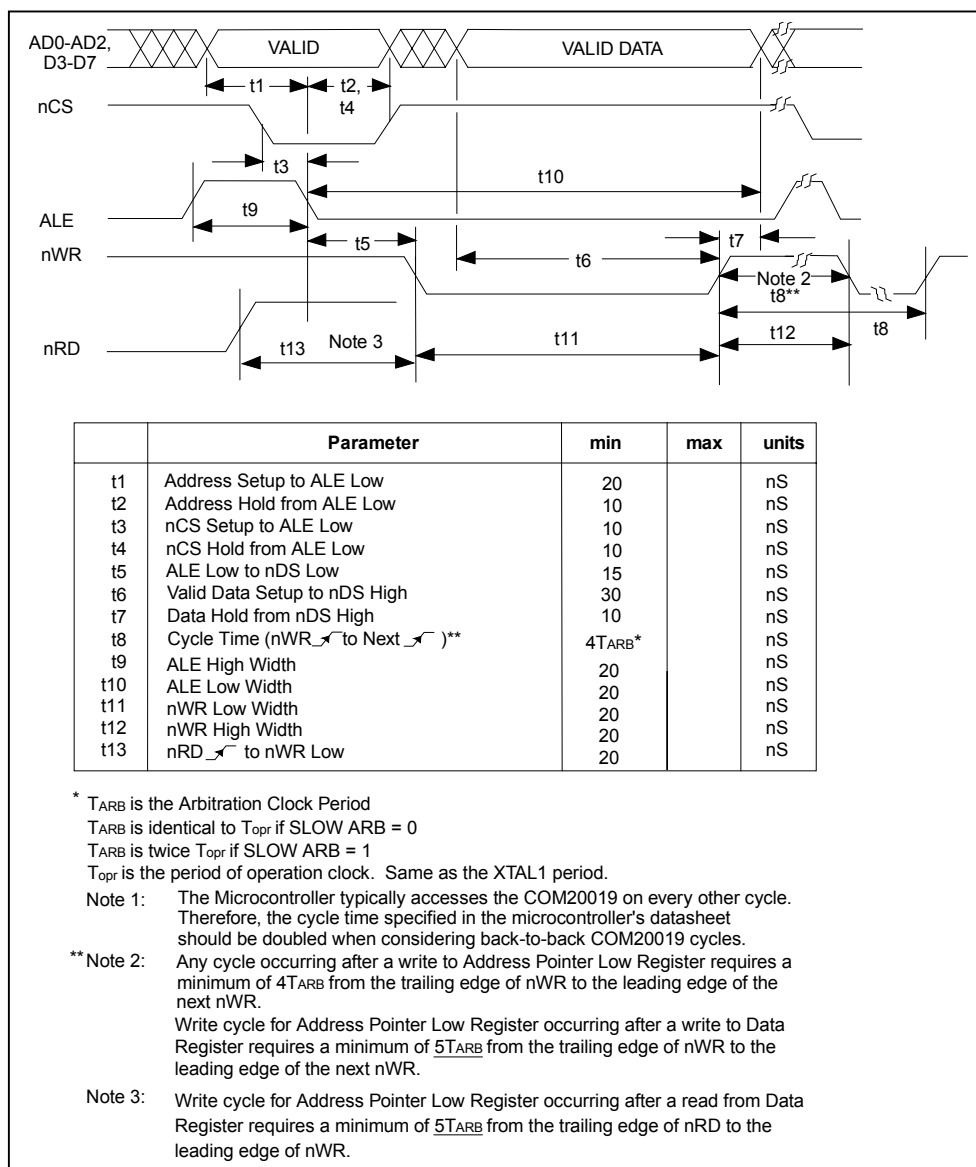 AD0-AD2,
D3-D7
VALID
VALID DATA
t1
t2,
t4
nCS
t3
t10
ALE
t9
nWR
t5
t6
t7
Note 2
t8**
t8
nRD
t13
Note 3
t11
t12
Parameter min max units
t1 Address Setup to ALE Low 20 nS
t2 Address Hold from ALE Low 10 nS
t3 nCS Setup to ALE Low 10 nS
t4 nCS Hold from ALE Low 10 nS
t5 ALE Low to nDS Low 15 nS
t6 Valid Data Setup to nDS High 30 nS
t7 Data Hold from nDS High 10 nS
t8 Cycle Time (nWR to Next )** 4TARB* nS
t9 ALE High Width 20 nS
t10 ALE Low Width 20 nS
t11 nWR Low Width 20 nS
t12 nWR High Width 20 nS
t13 nRD to nWR Low 20 nS
* TARB is the Arbitration Clock Period
TARB is identical to Topr if SLOW ARB = 0
TARB is twice Topr if SLOW ARB = 1
Topr is the period of operation clock. Same as the XTAL1 period.
Note 1: The Microcontroller typically accesses the COM20019 on every other cycle.
Therefore, the cycle time specified in the microcontroller's datasheet
should be doubled when considering back-to-back COM20019 cycles.
** Note 2: Any cycle occurring after a write to Address Pointer Low Register requires a
minimum of 4TARB from the trailing edge of nWR to the leading edge of the
next nWR.
Write cycle for Address Pointer Low Register occurring after a write to Data
Register requires a minimum of 5TARB from the trailing edge of nWR to the
leading edge of the next nWR.
Note 3: Write cycle for Address Pointer Low Register occurring after a read from Data
Register requires a minimum of 5TARB from the trailing edge of nRD to the
leading edge of nWR.